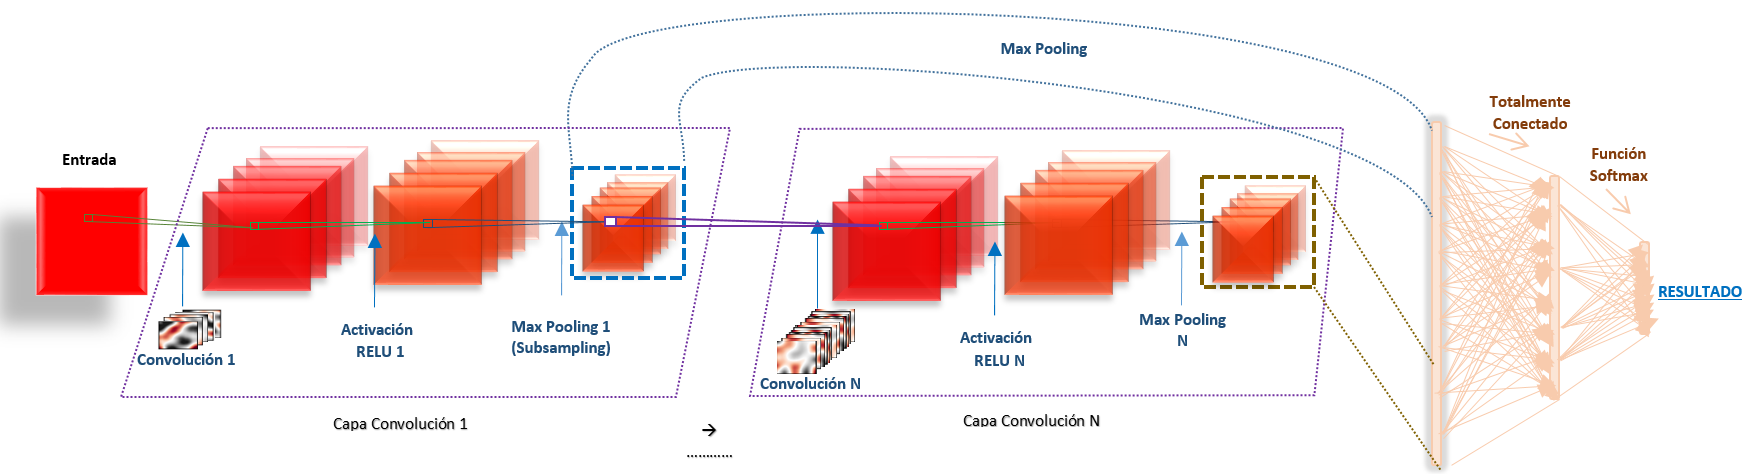 Max Pooling
Entrada
Totalmente
Conectado
Función
Softmax
RESULTADO
Convolución 1
Activación
RELU 1
Max Pooling 1
(Subsampling)
Convolución N
Activación
RELU N
Max Pooling
N
Capa Convolución 1
→
............
Capa Convolución N